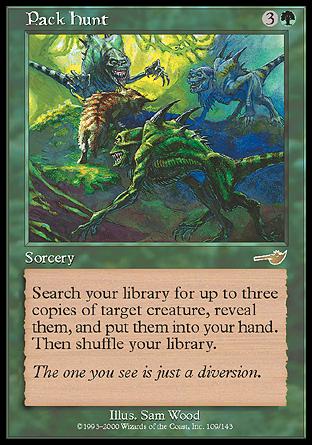 Pack Hunt 3
Sorcery
Search your library for up to three
copies of target creature, reveal
them, and put them into your hand.
Then shuffle your library.
The one you see is just a diversion.
Illus. Sam Wood
©1993-2000 Wizards of the Coast, Inc. 109/143